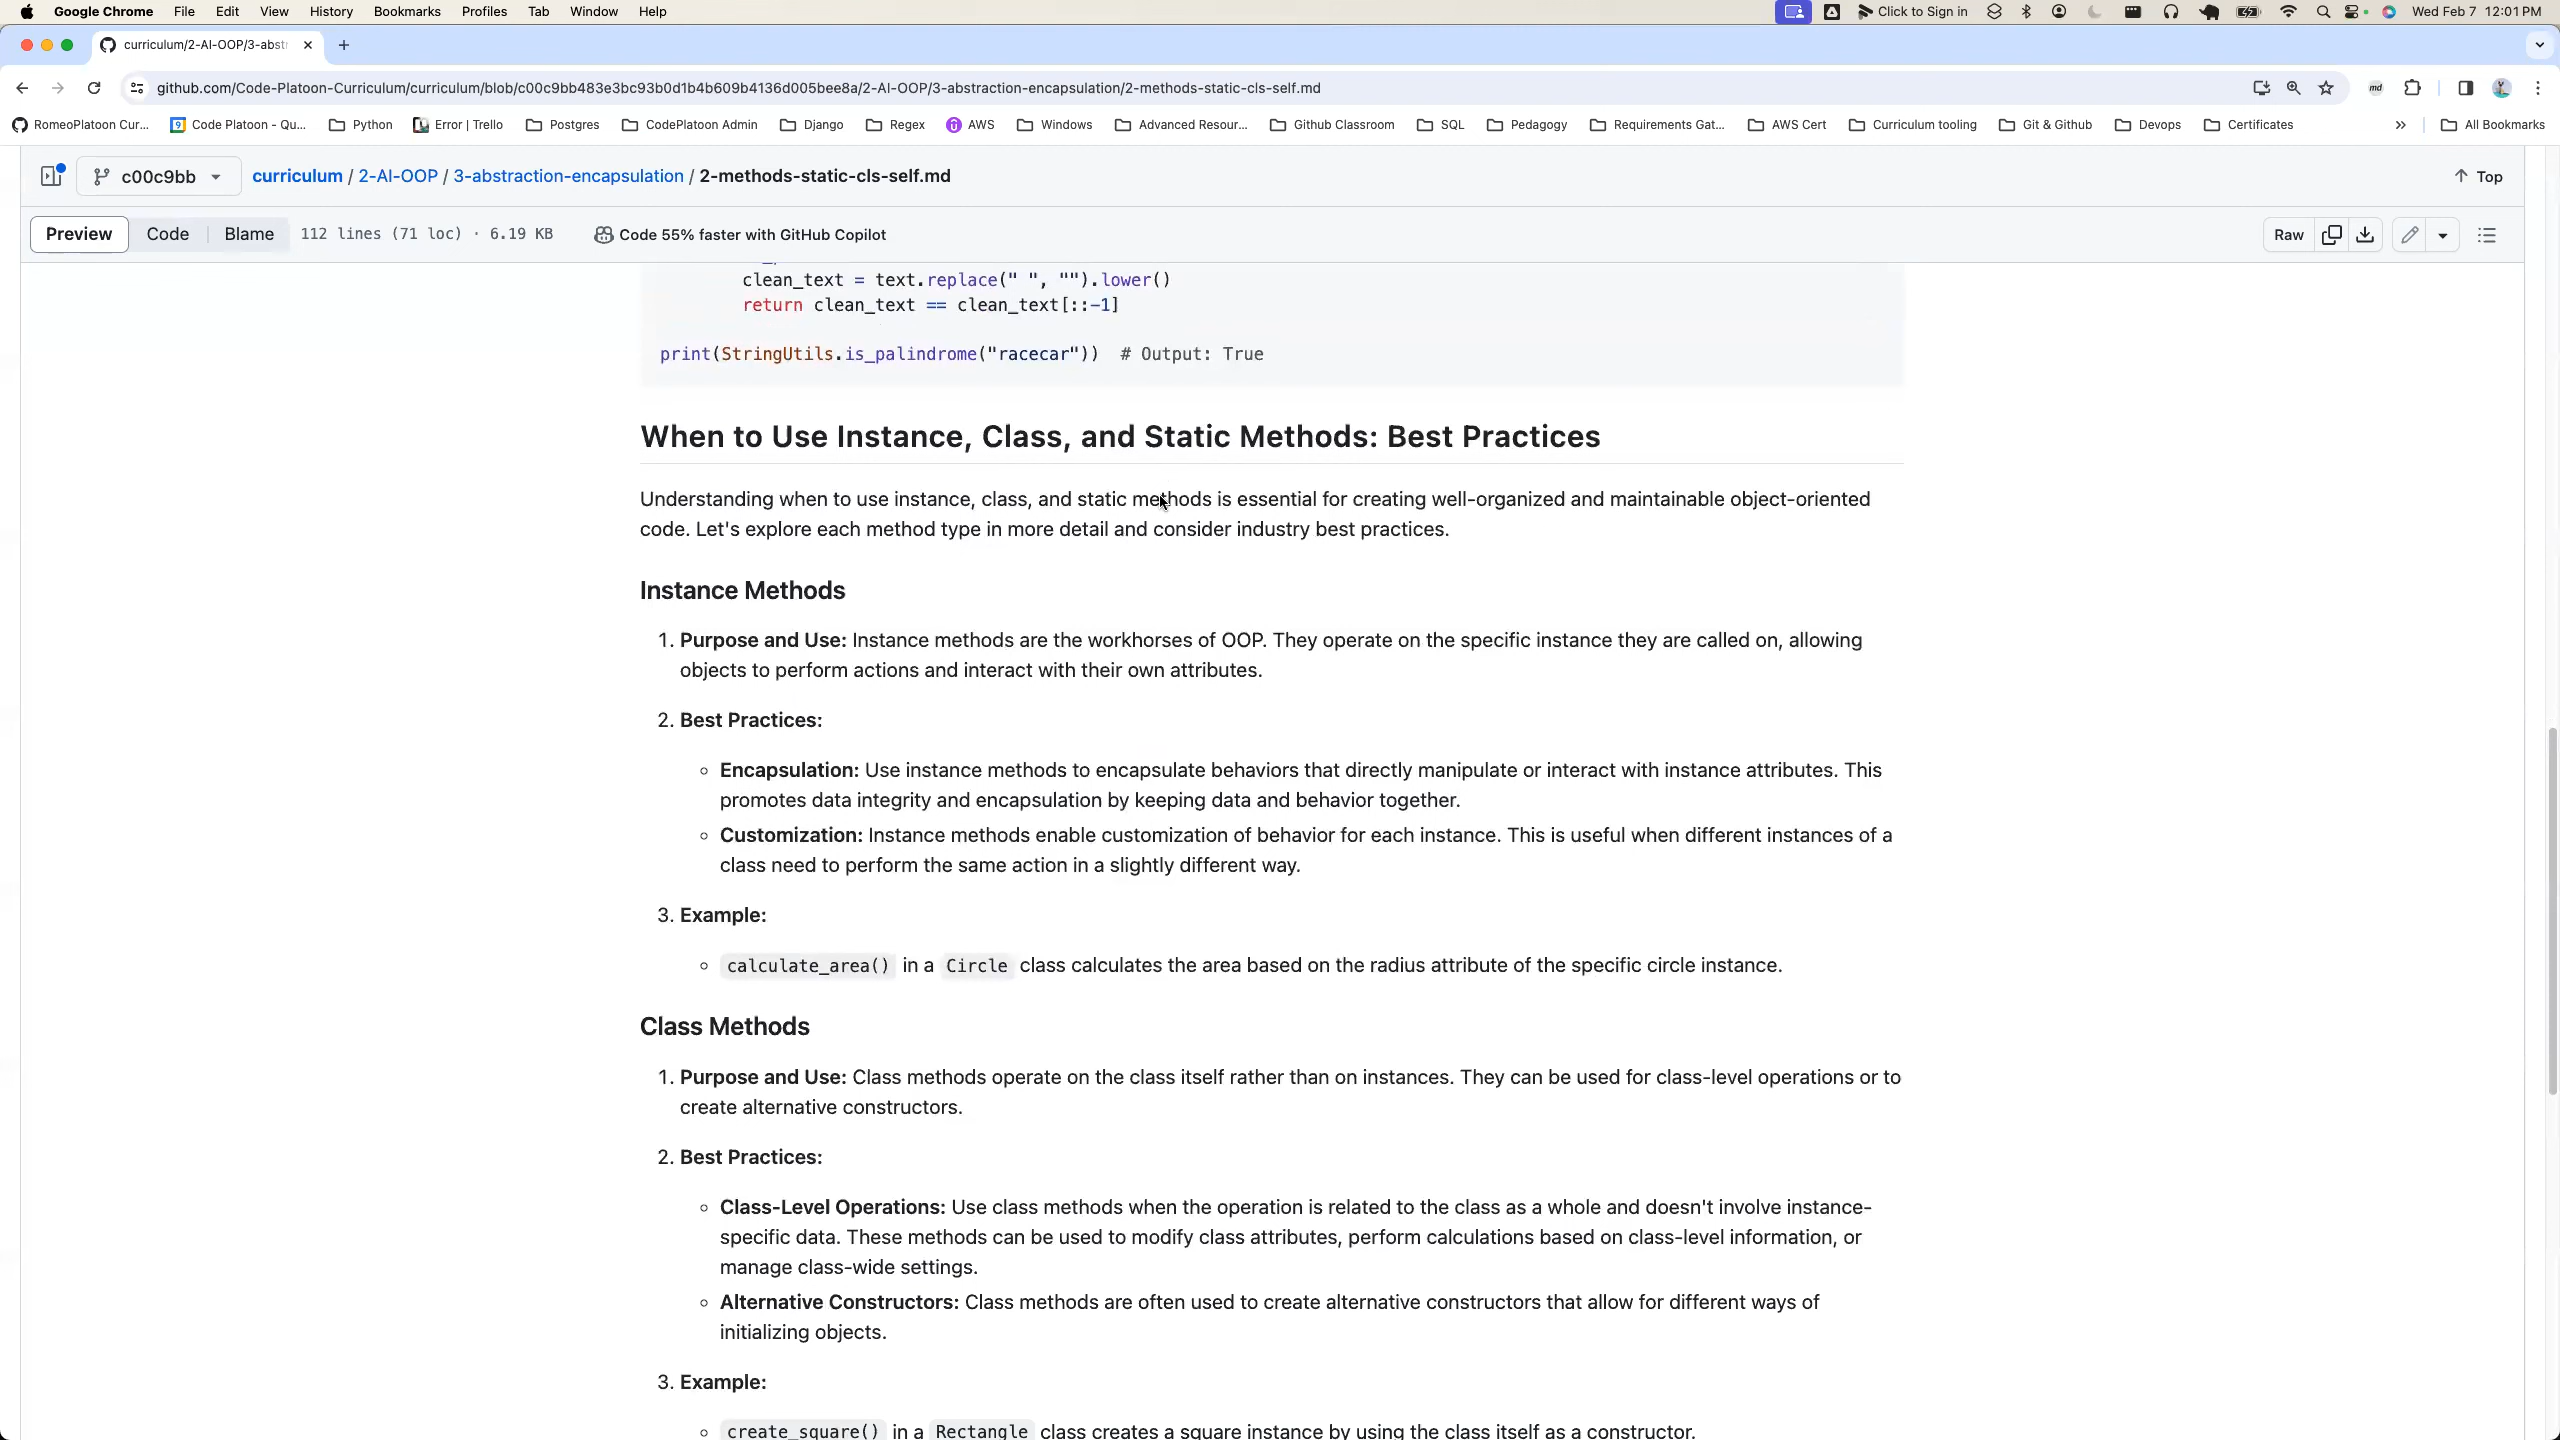 Google Chrome File Edit View History Bookmarks Profiles Tab Window Help Click to Sign in Wed Feb 7 12:01 PM
curriculum/2-AI-OOP/3-abst
github.com/Code-Platoon-Curriculum/curriculum/blob/c00c9bb483e3bc93b0d1b4b609b4136d005bee8a/2-AI-OOP/3-abstraction-encapsulation/2-methods-static-cls-self.md
RomeoPlatoon Cur... Code Platoon - Qu... Python Error | Trello Postgres CodePlatoon Admin Django Regex AWS Windows Advanced Resour... Github Classroom SQL Pedagogy Requirements Gat... AWS Cert Curriculum tooling Git & Github Devops Certificates » All Bookmarks
c00c9bb curriculum / 2-AI-OOP / 3-abstraction-encapsulation / 2-methods-static-cls-self.md Top
Preview Code Blame 112 lines (71 loc) · 6.19 KB Code 55% faster with GitHub Copilot Raw
clean_text = text.replace(" ", "").lower()
return clean_text == clean_text[::-1]
print(StringUtils.is_palindrome("racecar")) # Output: True
When to Use Instance, Class, and Static Methods: Best Practices
Understanding when to use instance, class, and static methods is essential for creating well-organized and maintainable object-oriented
code. Let's explore each method type in more detail and consider industry best practices.
Instance Methods
1. Purpose and Use: Instance methods are the workhorses of OOP. They operate on the specific instance they are called on, allowing
objects to perform actions and interact with their own attributes.
2. Best Practices:
Encapsulation: Use instance methods to encapsulate behaviors that directly manipulate or interact with instance attributes. This
promotes data integrity and encapsulation by keeping data and behavior together.
Customization: Instance methods enable customization of behavior for each instance. This is useful when different instances of a
class need to perform the same action in a slightly different way.
3. Example:
calculate_area() in a Circle class calculates the area based on the radius attribute of the specific circle instance.
Class Methods
1. Purpose and Use: Class methods operate on the class itself rather than on instances. They can be used for class-level operations or to
create alternative constructors.
2. Best Practices:
Class-Level Operations: Use class methods when the operation is related to the class as a whole and doesn't involve instance-
specific data. These methods can be used to modify class attributes, perform calculations based on class-level information, or
manage class-wide settings.
Alternative Constructors: Class methods are often used to create alternative constructors that allow for different ways of
initializing objects.
3. Example:
create_square() in a Rectangle class creates a square instance by using the class itself as a constructor.